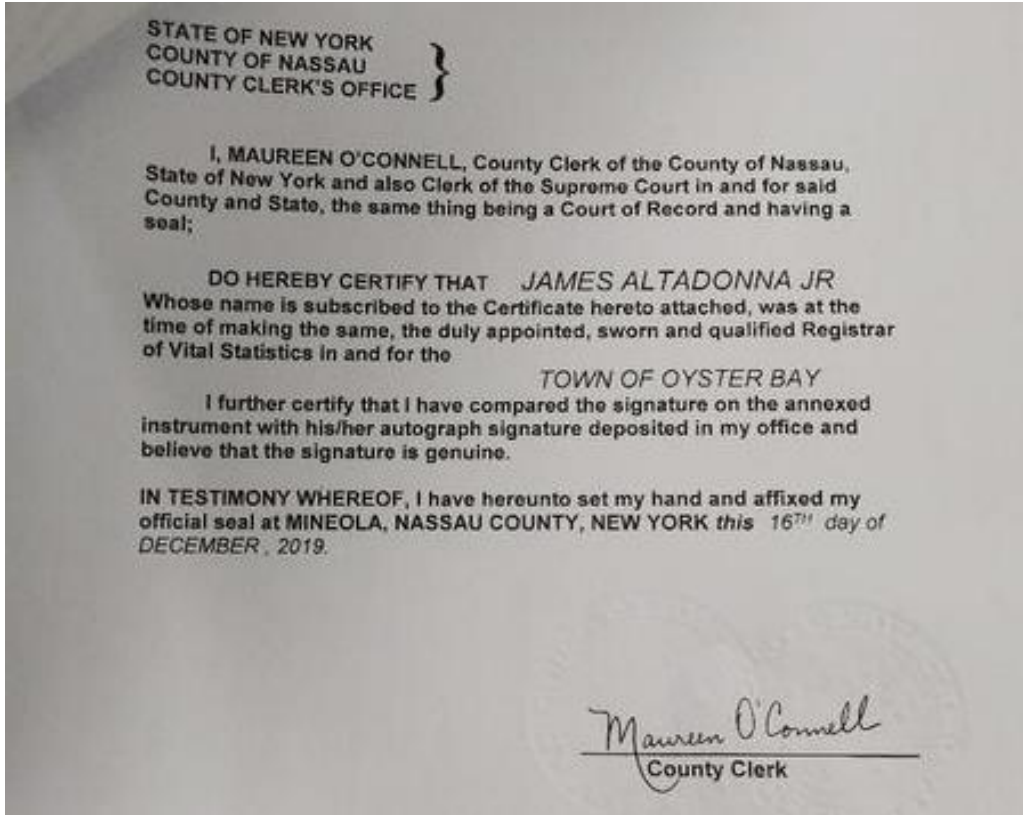 STATE OF NEW YORK
COUNTY OF NASSAU
COUNTY CLERK'S OFFICE }
I, MAUREEN O'CONNELL, County Clerk of the County of Nassau,
State of New York and also Clerk of the Supreme Court in and for said
County and State, the same thing being a Court of Record and having a
seal;
DO HEREBY CERTIFY THAT JAMES ALTADONNA JR
Whose name is subscribed to the Certificate hereto attached, was at the
time of making the same, the duly appointed, sworn and qualified Registrar
of Vital Statistics in and for the
TOWN OF OYSTER BAY
I further certify that I have compared the signature on the annexed
instrument with his/her autograph signature deposited in my office and
believe that the signature is genuine.
IN TESTIMONY WHEREOF, I have hereunto set my hand and affixed my
official seal at MINEOLA, NASSAU COUNTY, NEW YORK this 16TH day of
DECEMBER, 2019.
Maureen O'Connell
County Clerk